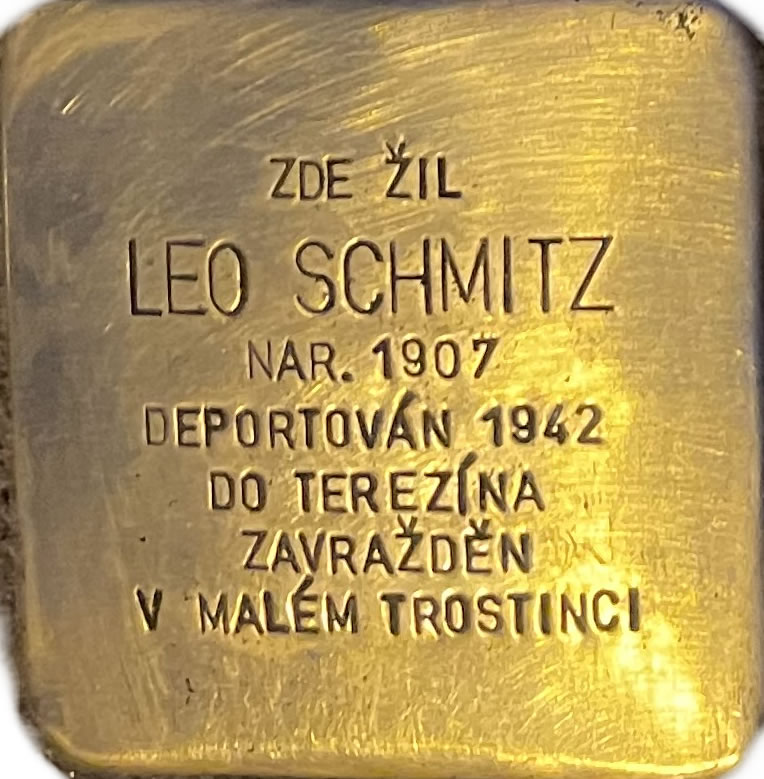 ZDE ŽIL
LEO SCHMITZ
NAR. 1907
DEPORTOVÁN 1942
DO TEREZÍNA
ZAVRAŽDĚN
V MALÉM TROSTINCI